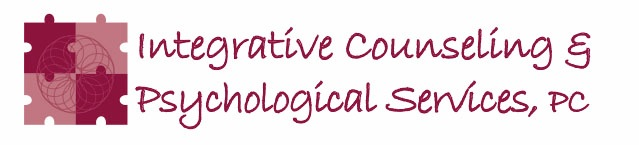 Integrative Counseling &
Psychological Services, PC